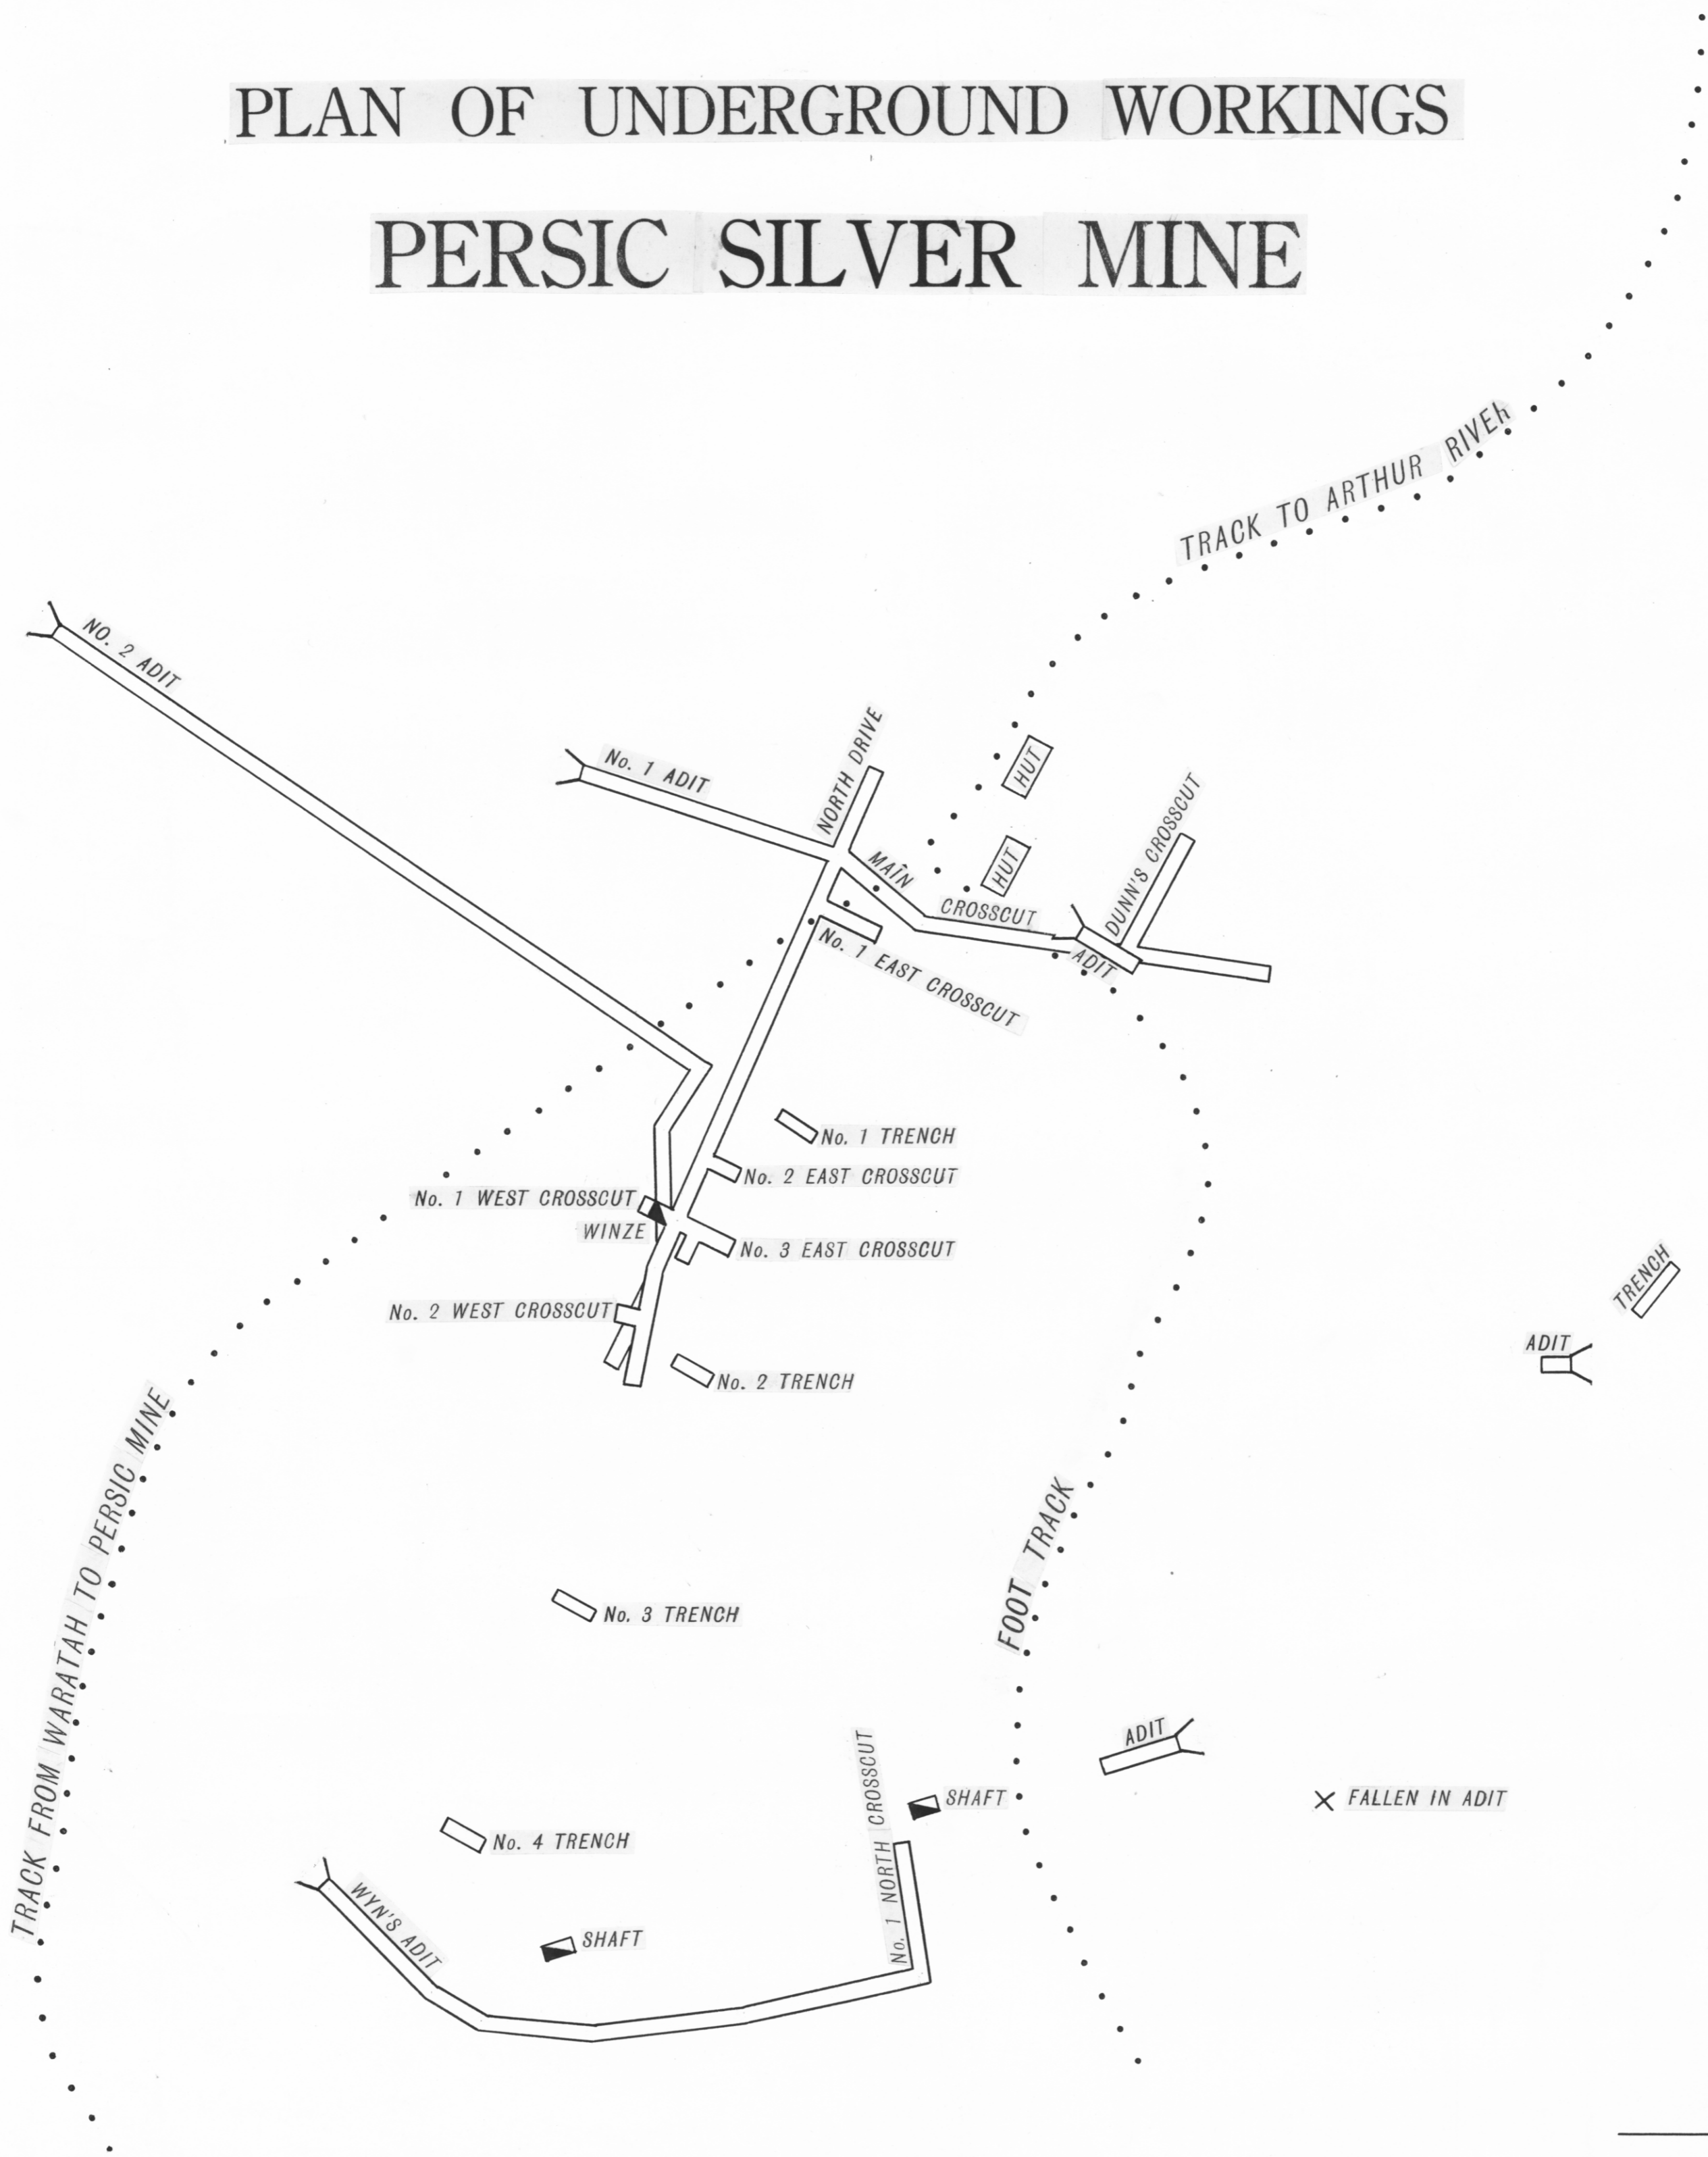 PLAN OF UNDERGROUND WORKINGS
PERSIC SILVER MINE
TRACK TO ARTHUR RIVER
NO. 2 ADIT
No. 1 ADIT
NORTH DRIVE
HUT
HUT
MAIN
CROSSCUT
DUNN'S CROSSCUT
ADIT
No. 1 EAST CROSSCUT
No. 1 TRENCH
No. 2 EAST CROSSCUT
No. 1 WEST CROSSCUT
WINZE
No. 3 EAST CROSSCUT
No. 2 WEST CROSSCUT
No. 2 TRENCH
TRENCH
ADIT
TRACK FROM WARATAH TO PERSIC MINE
FOOT TRACK
No. 3 TRENCH
ADIT
No. 1 NORTH CROSSCUT
SHAFT
FALLEN IN ADIT
No. 4 TRENCH
WYN'S ADIT
SHAFT